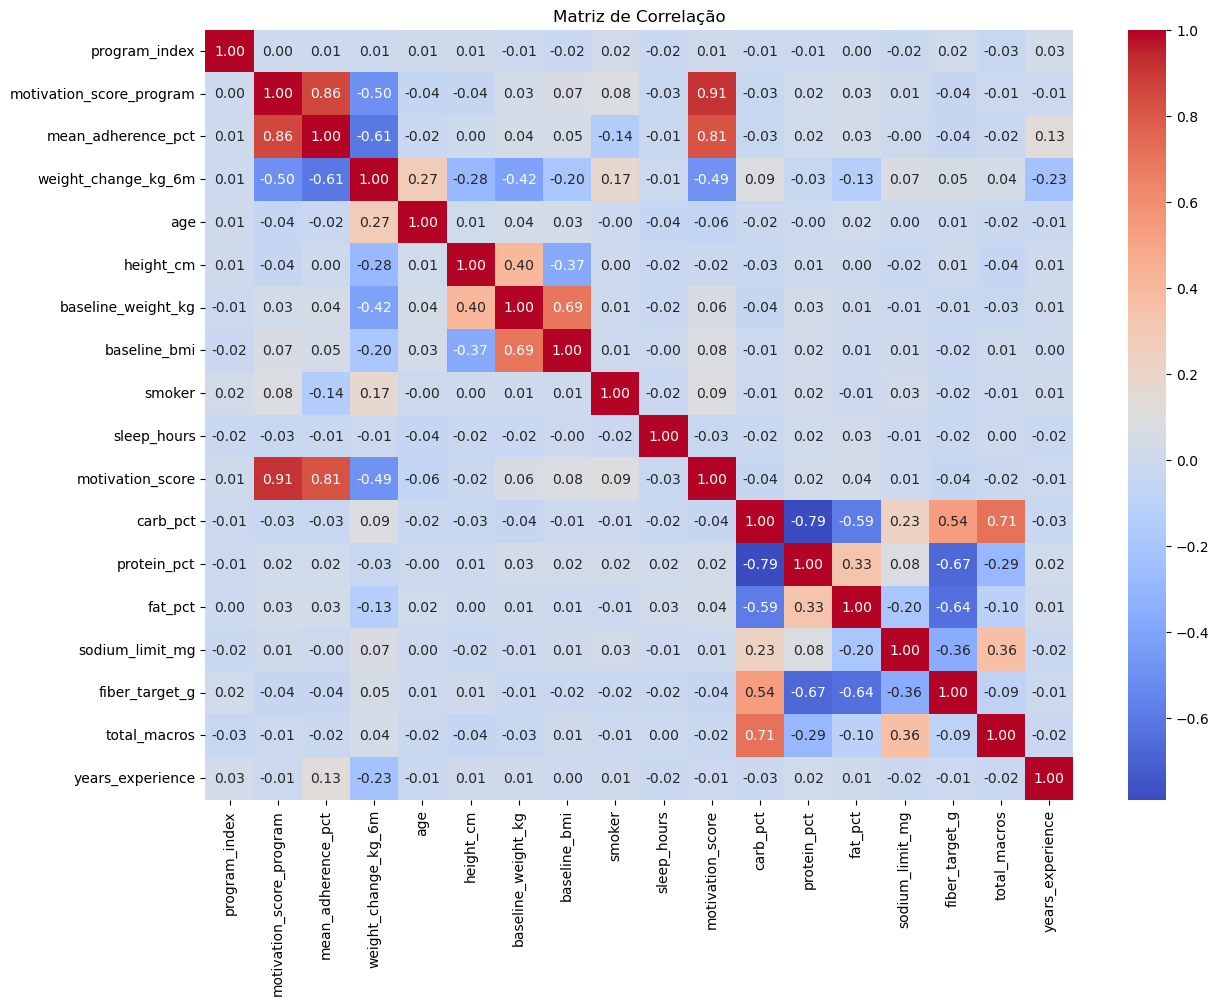 Matriz de Correlação
program_index 1.00 0.00 0.01 0.01 0.01 0.01 -0.01 -0.02 0.02 -0.02 0.01 -0.01 -0.01 0.00 -0.02 0.02 -0.03 0.03
motivation_score_program 0.00 1.00 0.86 -0.50 -0.04 -0.04 0.03 0.07 0.08 -0.03 0.91 -0.03 0.02 0.03 0.01 -0.04 -0.01 -0.01
mean_adherence_pct 0.01 0.86 1.00 -0.61 -0.02 0.00 0.04 0.05 -0.14 -0.01 0.81 -0.03 0.02 0.03 -0.00 -0.04 -0.02 0.13
weight_change_kg_6m 0.01 -0.50 -0.61 1.00 0.27 -0.28 -0.42 -0.20 0.17 -0.01 -0.49 0.09 -0.03 -0.13 0.07 0.05 0.04 -0.23
age 0.01 -0.04 -0.02 0.27 1.00 0.01 0.04 0.03 -0.00 -0.04 -0.06 -0.02 -0.00 0.02 0.00 0.01 -0.02 -0.01
height_cm 0.01 -0.04 0.00 -0.28 0.01 1.00 0.40 -0.37 0.00 -0.02 -0.02 -0.03 0.01 0.00 -0.02 0.01 -0.04 0.01
baseline_weight_kg -0.01 0.03 0.04 -0.42 0.04 0.40 1.00 0.69 0.01 -0.02 0.06 -0.04 0.03 0.01 -0.01 -0.01 -0.03 0.01
baseline_bmi -0.02 0.07 0.05 -0.20 0.03 -0.37 0.69 1.00 0.01 -0.00 0.08 -0.01 0.02 0.01 0.01 -0.02 0.01 0.00
smoker 0.02 0.08 -0.14 0.17 -0.00 0.00 0.01 0.01 1.00 -0.02 0.09 -0.01 0.02 -0.01 0.03 -0.02 -0.01 0.01
sleep_hours -0.02 -0.03 -0.01 -0.01 -0.04 -0.02 -0.02 -0.00 -0.02 1.00 -0.03 -0.02 0.02 0.03 -0.01 -0.02 0.00 -0.02
motivation_score 0.01 0.91 0.81 -0.49 -0.06 -0.02 0.06 0.08 0.09 -0.03 1.00 -0.04 0.02 0.04 0.01 -0.04 -0.02 -0.01
carb_pct -0.01 -0.03 -0.03 0.09 -0.02 -0.03 -0.04 -0.01 -0.01 -0.02 -0.04 1.00 -0.79 -0.59 0.23 0.54 0.71 -0.03
protein_pct -0.01 0.02 0.02 -0.03 -0.00 0.01 0.03 0.02 0.02 0.02 0.02 -0.79 1.00 0.33 0.08 -0.67 -0.29 0.02
fat_pct 0.00 0.03 0.03 -0.13 0.02 0.00 0.01 0.01 -0.01 0.03 0.04 -0.59 0.33 1.00 -0.20 -0.64 -0.10 0.01
sodium_limit_mg -0.02 0.01 -0.00 0.07 0.00 -0.02 -0.01 0.01 0.03 -0.01 0.01 0.23 0.08 -0.20 1.00 -0.36 0.36 -0.02
fiber_target_g 0.02 -0.04 -0.04 0.05 0.01 0.01 -0.01 -0.02 -0.02 -0.02 -0.04 0.54 -0.67 -0.64 -0.36 1.00 -0.09 -0.01
total_macros -0.03 -0.01 -0.02 0.04 -0.02 -0.04 -0.03 0.01 -0.01 0.00 -0.02 0.71 -0.29 -0.10 0.36 -0.09 1.00 -0.02
years_experience 0.03 -0.01 0.13 -0.23 -0.01 0.01 0.01 0.00 0.01 -0.02 -0.01 -0.03 0.02 0.01 -0.02 -0.01 -0.02 1.00
program_index
motivation_score_program
mean_adherence_pct
weight_change_kg_6m
age
height_cm
baseline_weight_kg
baseline_bmi
smoker
sleep_hours
motivation_score
carb_pct
protein_pct
fat_pct
sodium_limit_mg
fiber_target_g
total_macros
years_experience
1.0
0.8
0.6
0.4
0.2
0.0
−0.2
−0.4
−0.6